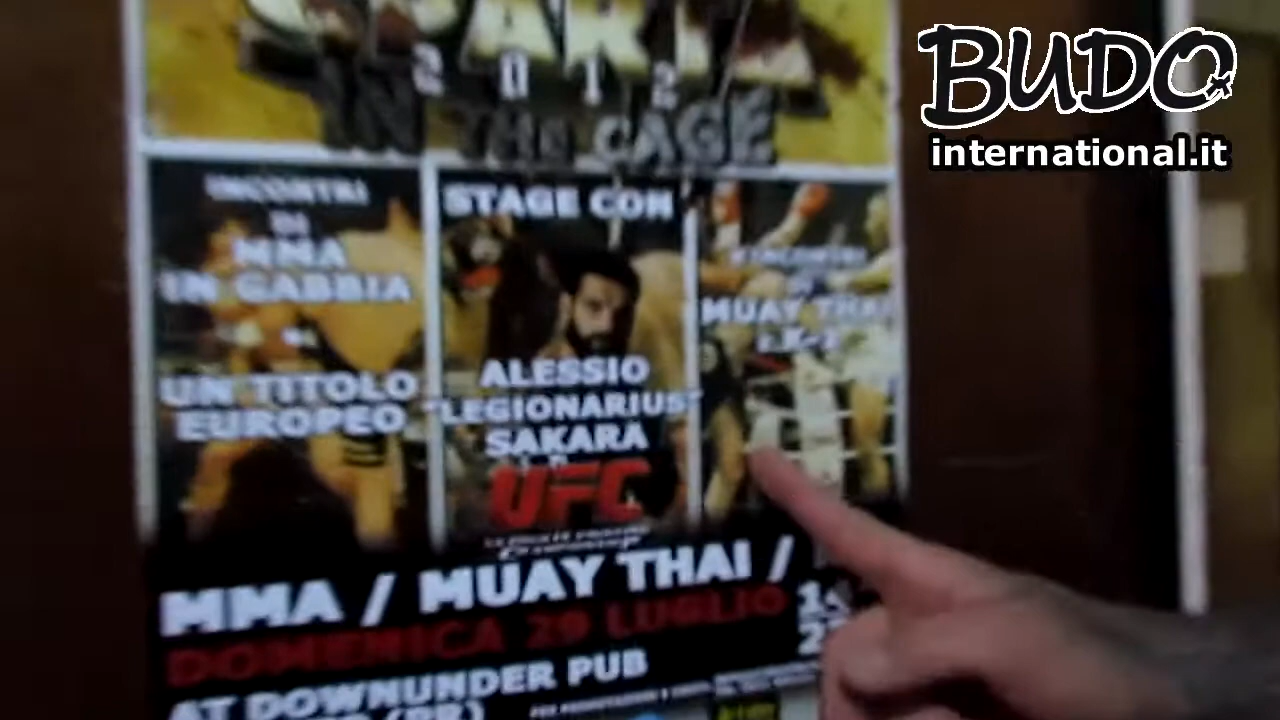 BUDO
international.it
2012
IN THE CAGE
INCONTRI
DI
MMA
IN GABBIA
UN TITOLO
EUROPEO
STAGE CON
ALESSIO
"LEGIONARIUS"
SAKARA
UFC
MUAY THAI
MMA / MUAY THAI /
DOMENICA 29 LUGLIO
AT DOWNUNDER PUB